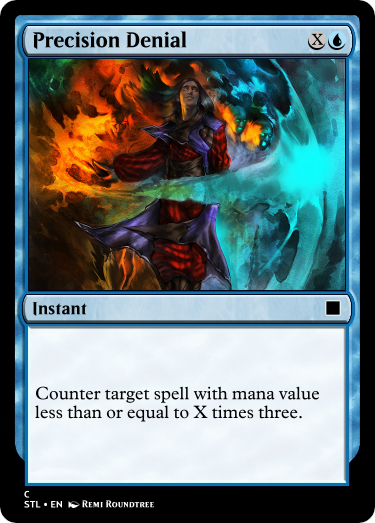 Precision Denial X
Instant
Counter target spell with mana value
less than or equal to X times three.
C
STL • EN Remi Roundtree